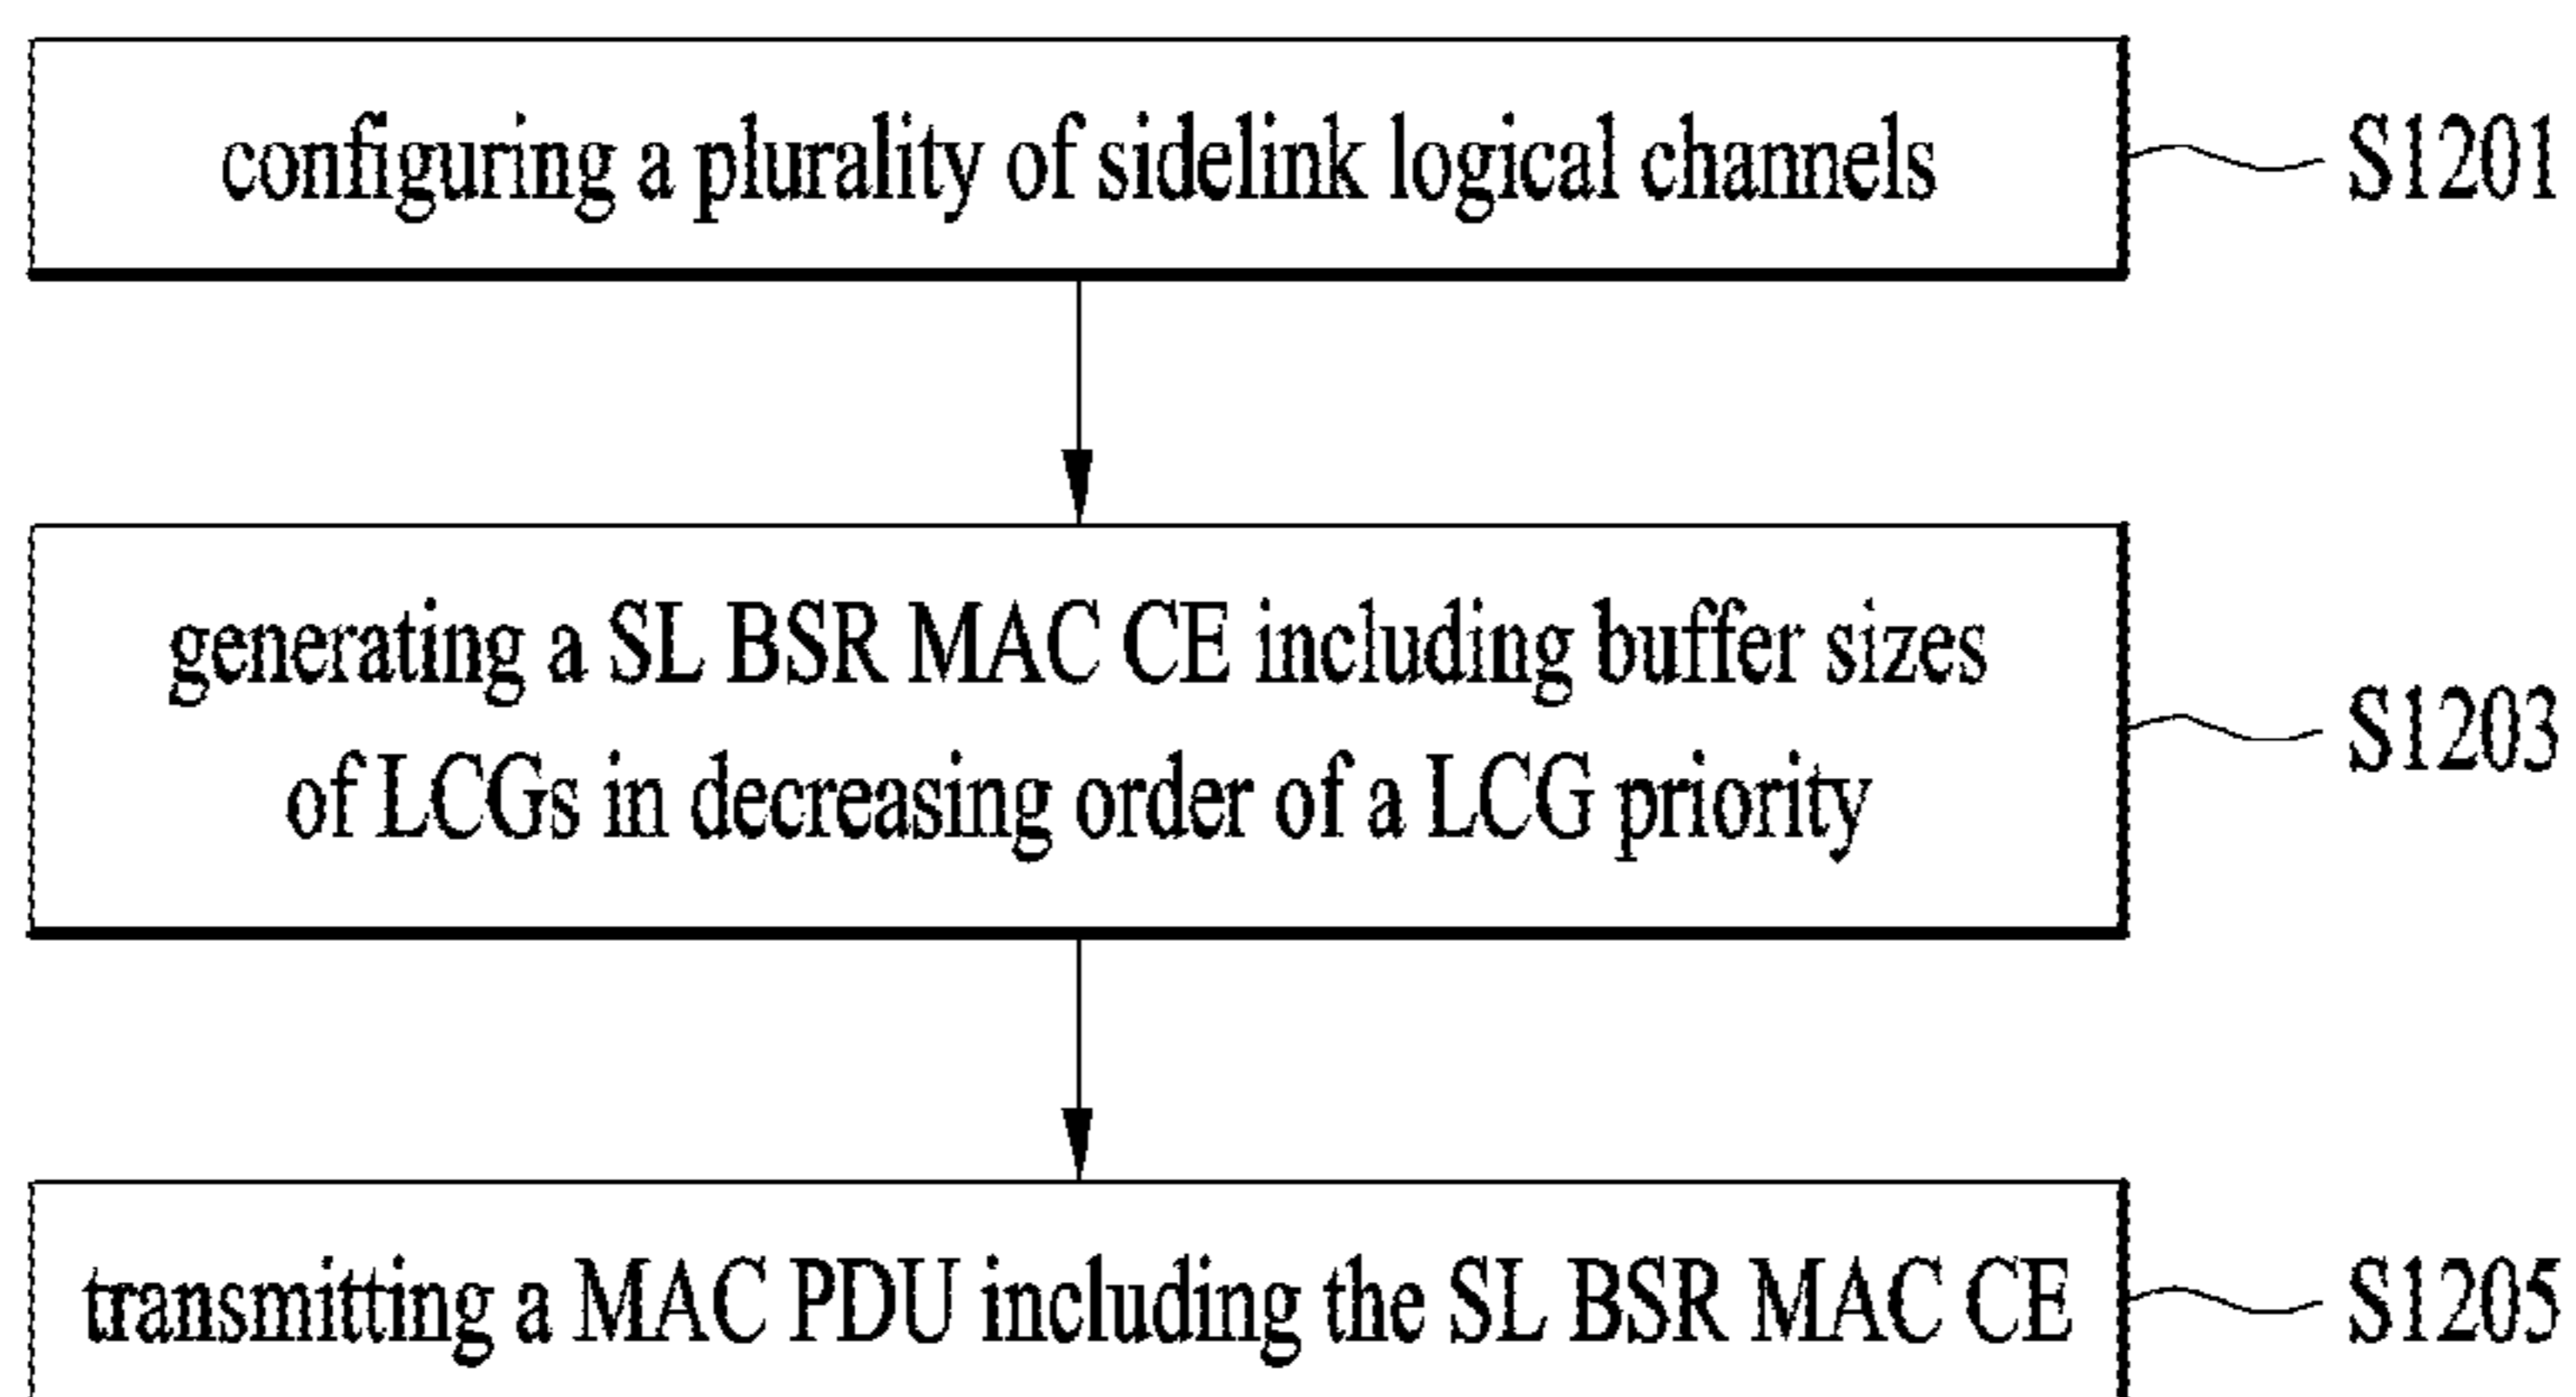 configuring a plurality of sidelink logical channels
S1201
generating a SL BSR MAC CE including buffer sizes
of LCGs in decreasing order of a LCG priority
S1203
transmitting a MAC PDU including the SL BSR MAC CE
S1205